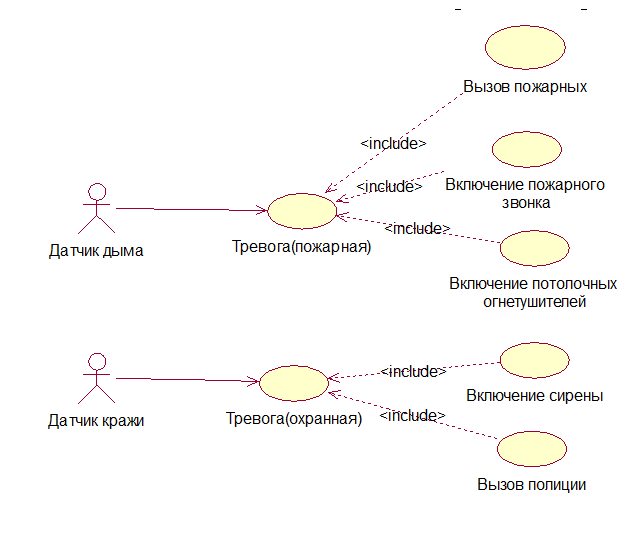 Вызов пожарных
<include>
<include>
Включение пожарного
звонка
<include>
Датчик дыма
Тревога(пожарная)
Включение потолочных
огнетушителей
<include>
Включение сирены
Датчик кражи
Тревога(охранная)
<include>
Вызов полиции